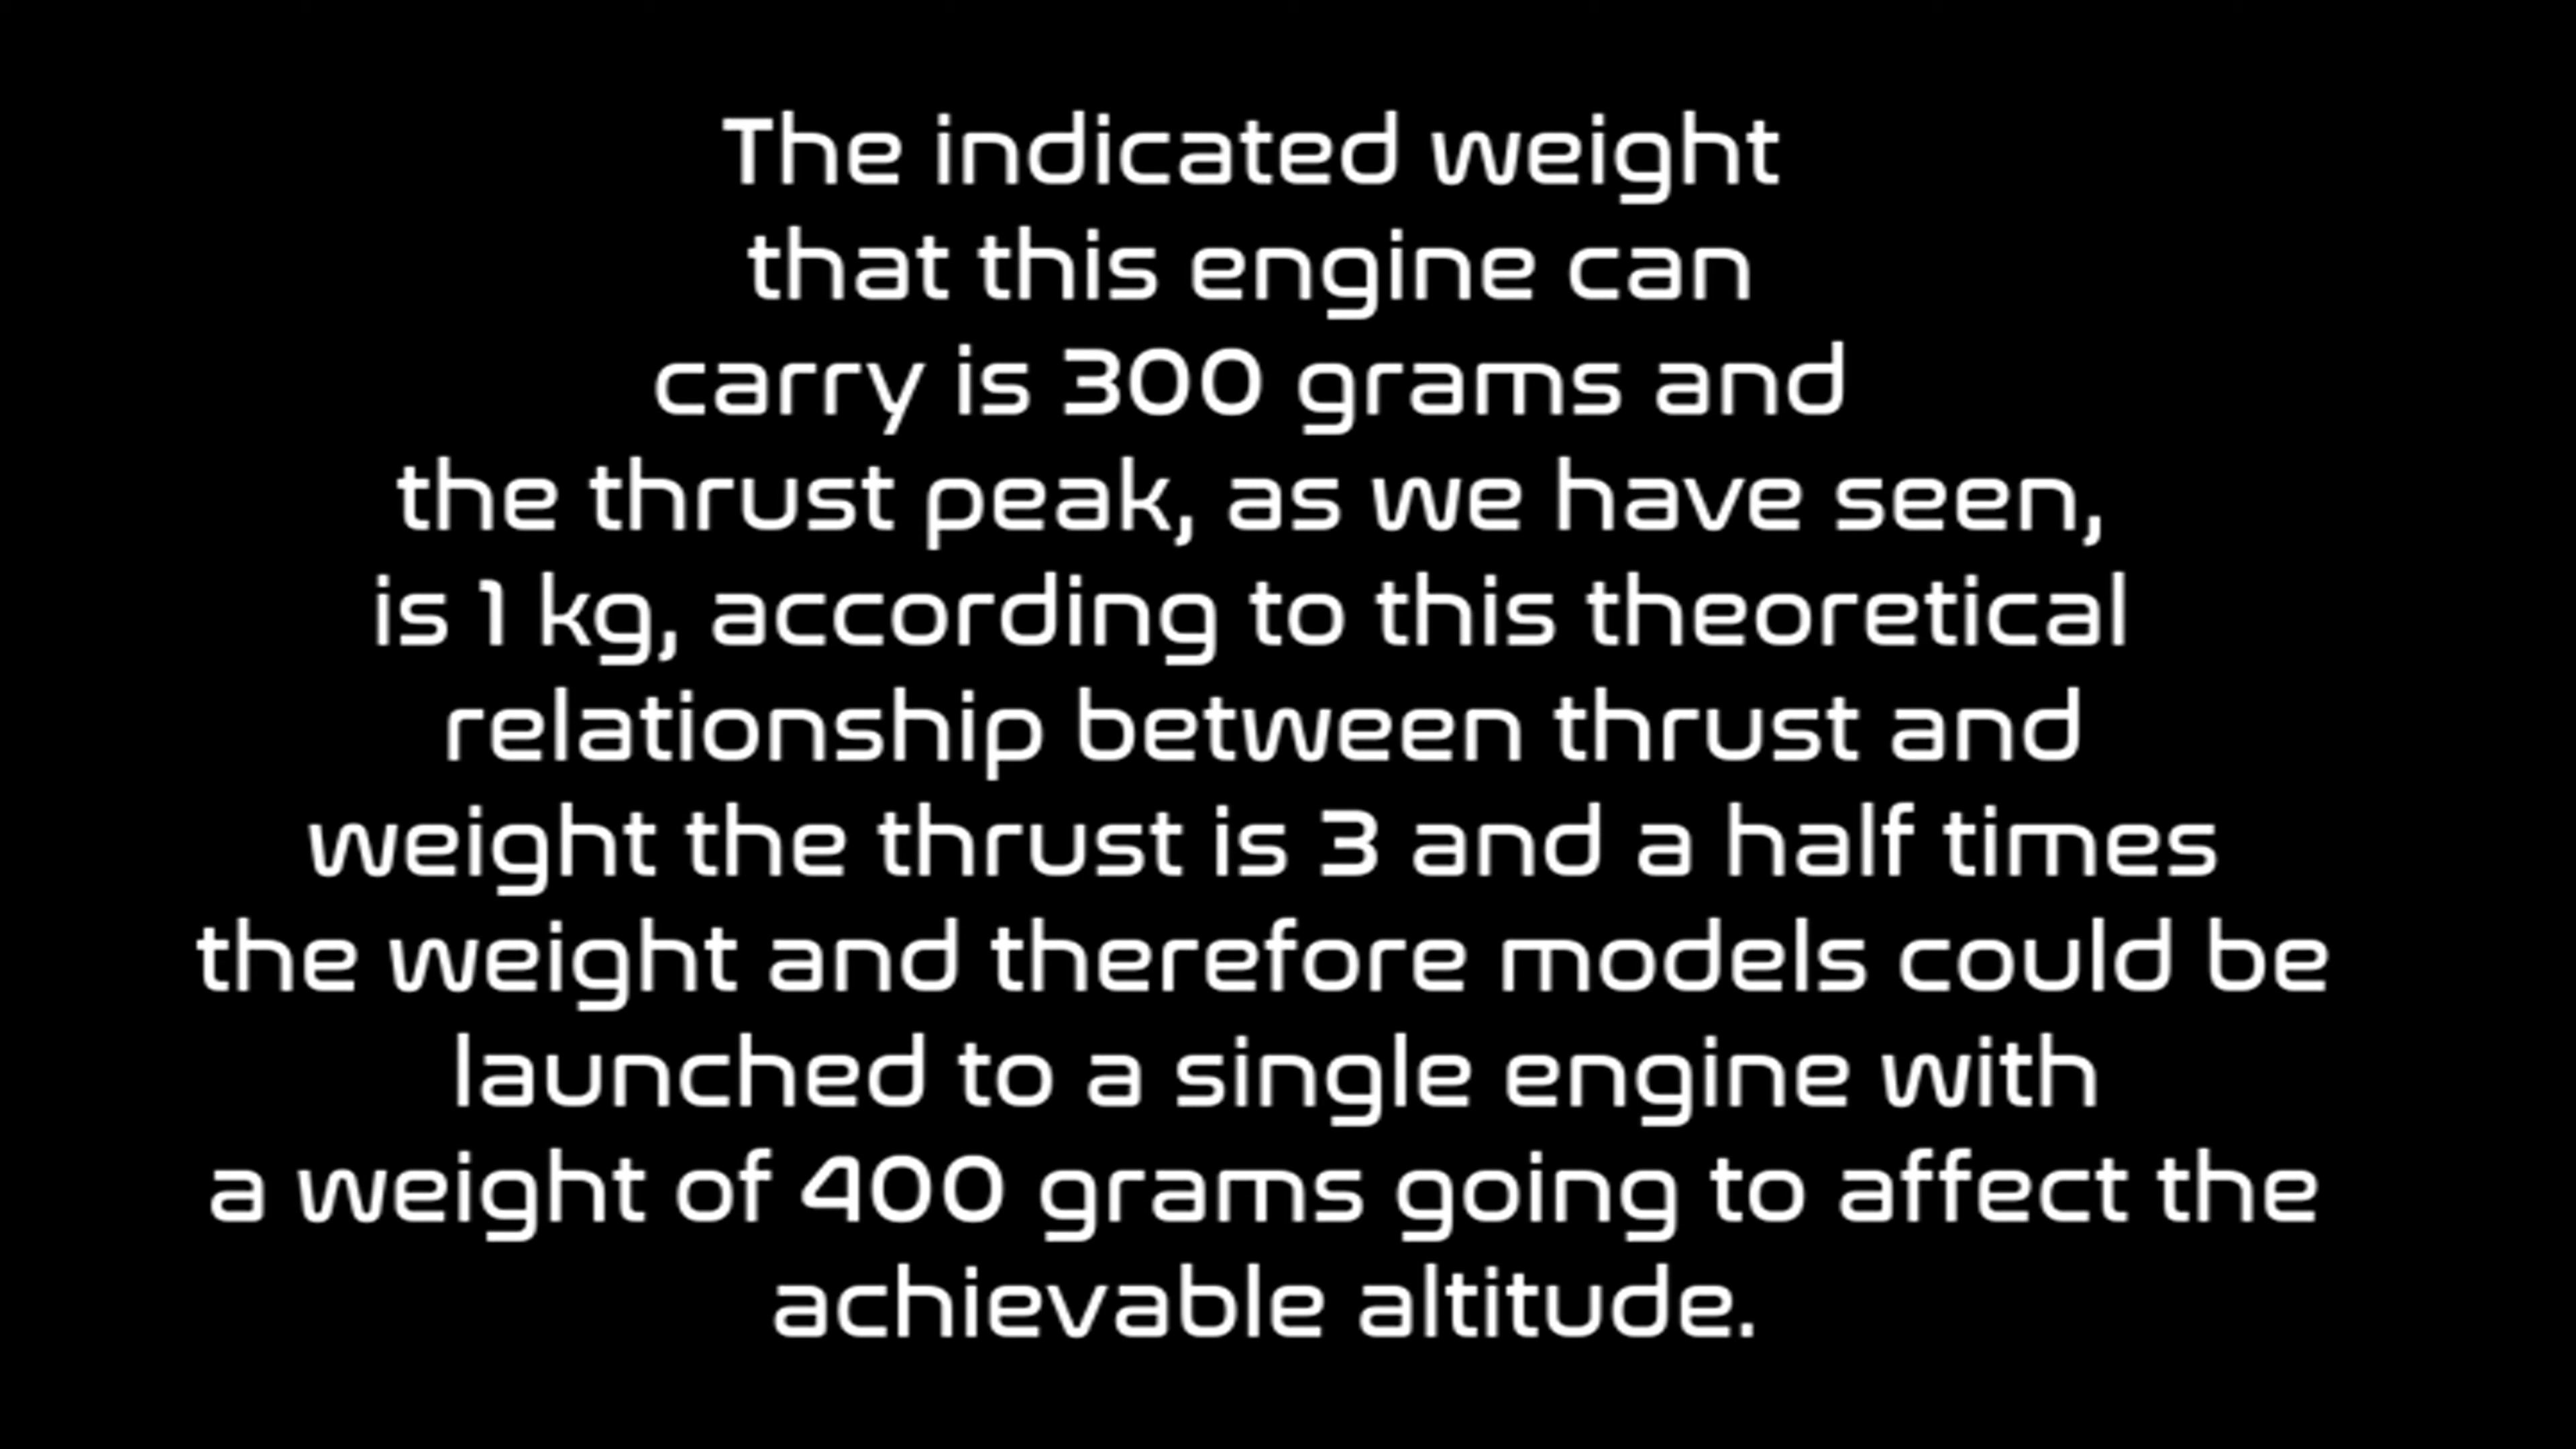 The indicated weight
that this engine can
carry is 300 grams and
the thrust peak, as we have seen,
is 1 kg, according to this theoretical
relationship between thrust and
weight the thrust is 3 and a half times
the weight and therefore models could be
launched to a single engine with
a weight of 400 grams going to affect the
achievable altitude.